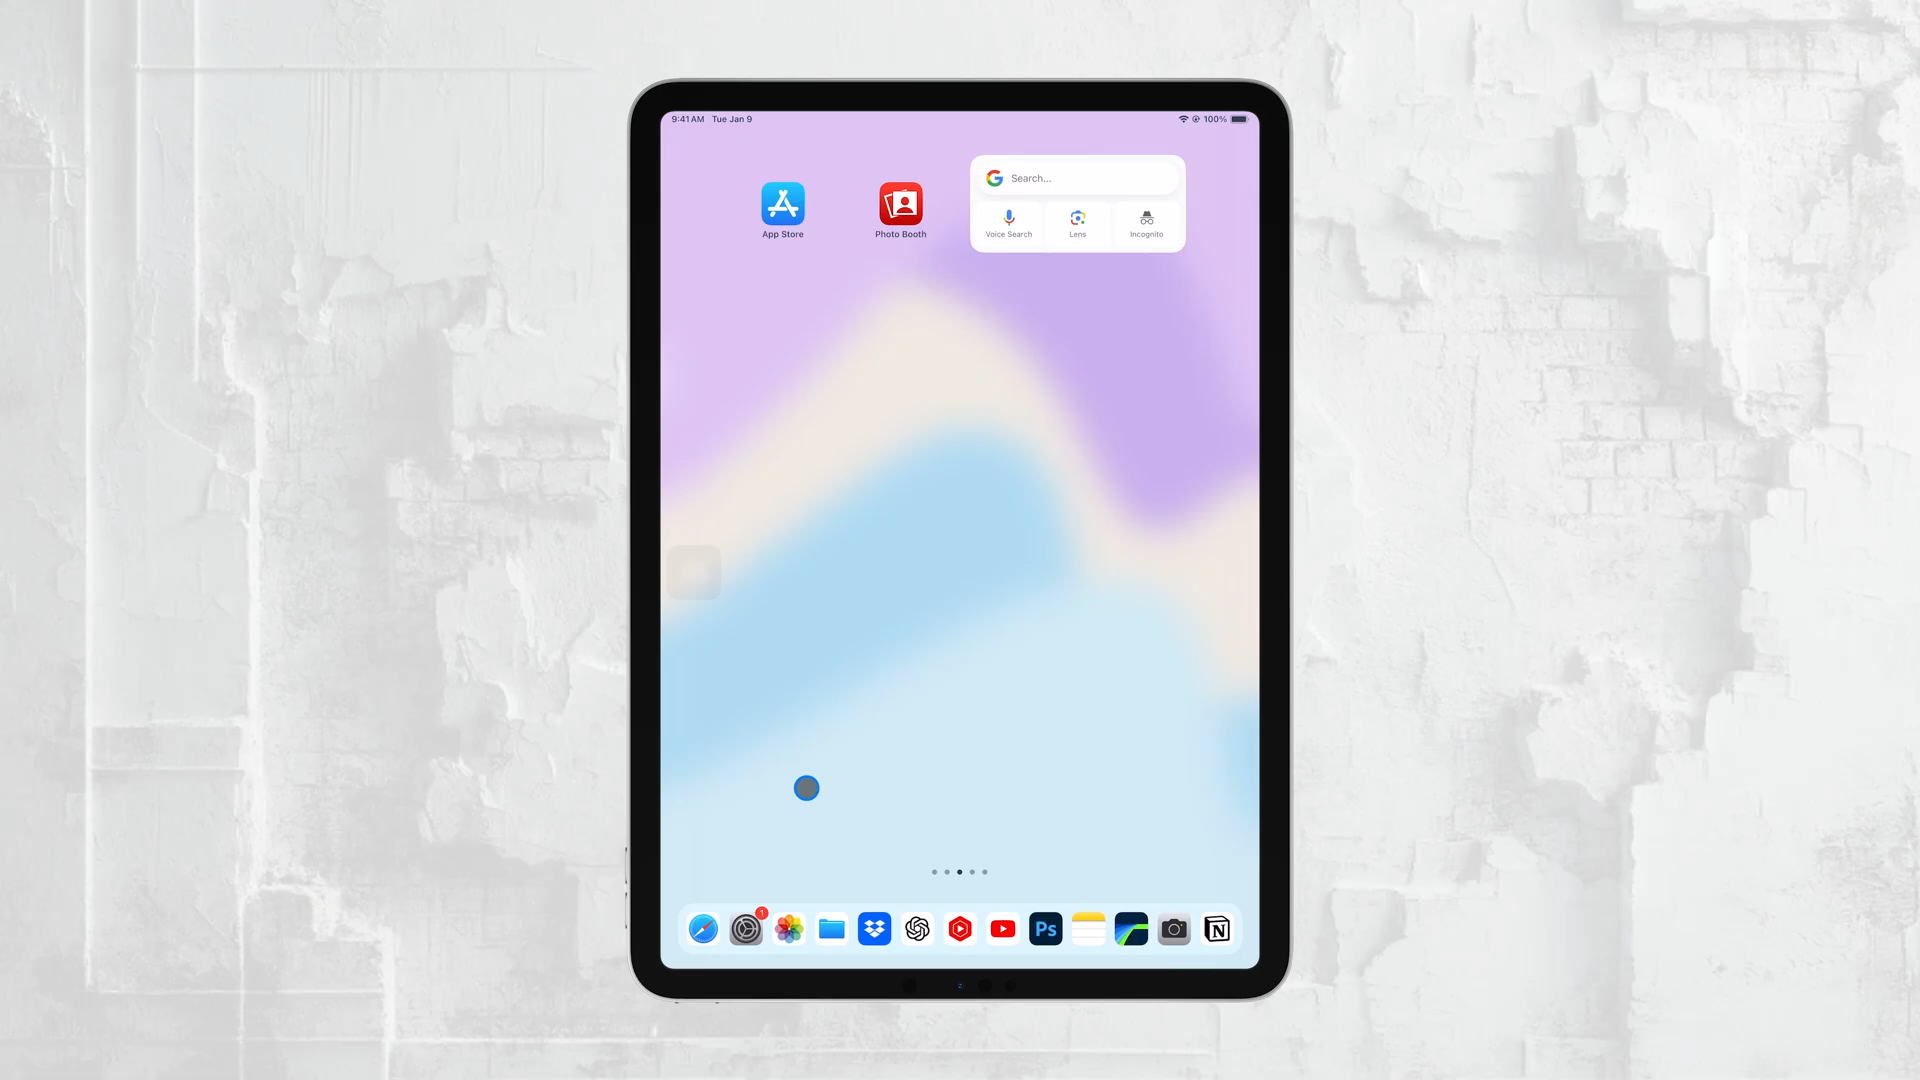 9:41 AM Tue Jan 9
100%
Search...
App Store
Photo Booth
Voice Search
Lens
Incognito
1
Ps